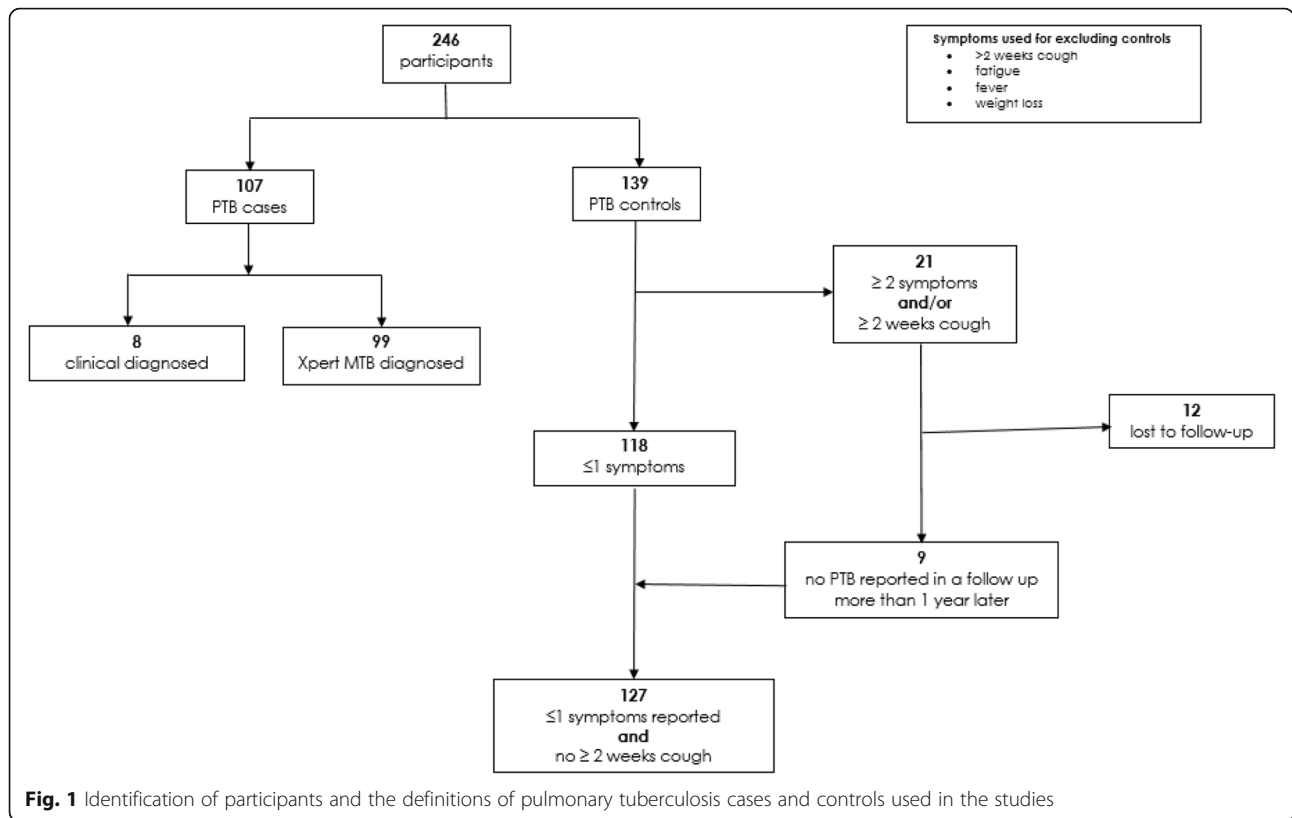 246
participants
Symptoms used for excluding controls
• >2 weeks cough
• fatigue
• fever
• weight loss
107
PTB cases
139
PTB controls
21
≥ 2 symptoms
and/or
≥ 2 weeks cough
8
clinical diagnosed
99
Xpert MTB diagnosed
12
lost to follow-up
118
≤1 symptoms
9
no PTB reported in a follow up
more than 1 year later
127
≤1 symptoms reported
and
no ≥ 2 weeks cough
Fig. 1 Identification of participants and the definitions of pulmonary tuberculosis cases and controls used in the studies